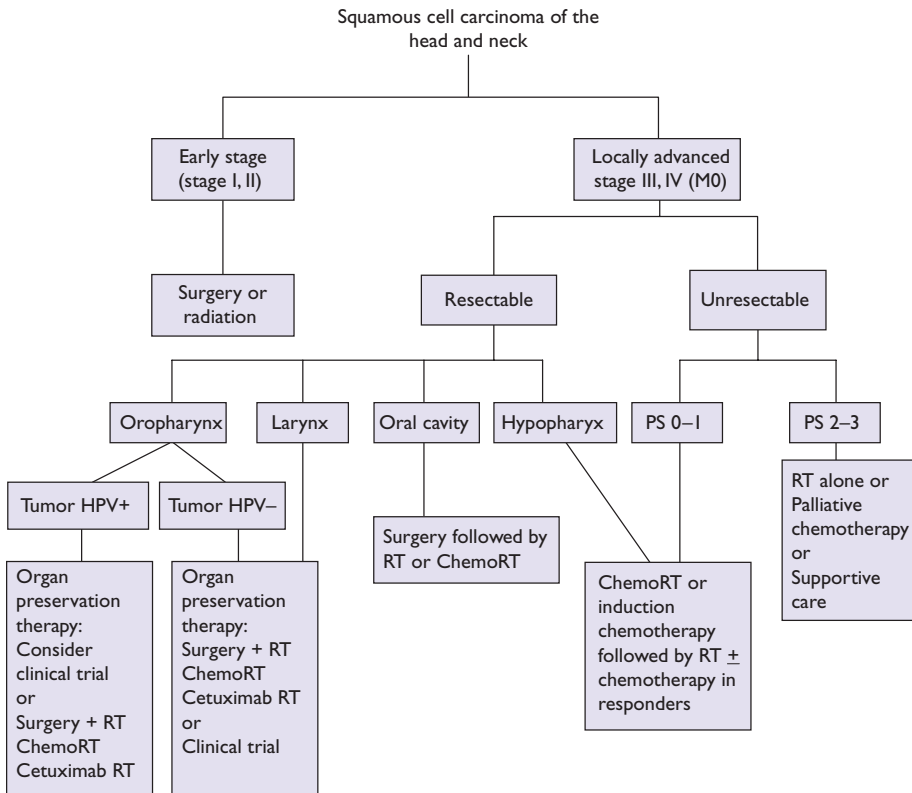 Squamous cell carcinoma of the
head and neck
Early stage
(stage I, II)
Locally advanced
stage III, IV (M0)
Surgery or
radiation
Resectable
Unresectable
Oropharynx
Larynx
Oral cavity
Hypopharyx
PS 0–1
PS 2–3
Tumor HPV+
Tumor HPV–
Surgery followed by
RT or ChemoRT
RT alone or
Palliative
chemotherapy
or
Supportive
care
Organ
preservation
therapy:
Consider
clinical trial
or
Surgery + RT
ChemoRT
Cetuximab RT
Organ
preservation
therapy:
Surgery + RT
ChemoRT
Cetuximab RT
or
Clinical trial
ChemoRT or
induction
chemotherapy
followed by RT ±
chemotherapy in
responders